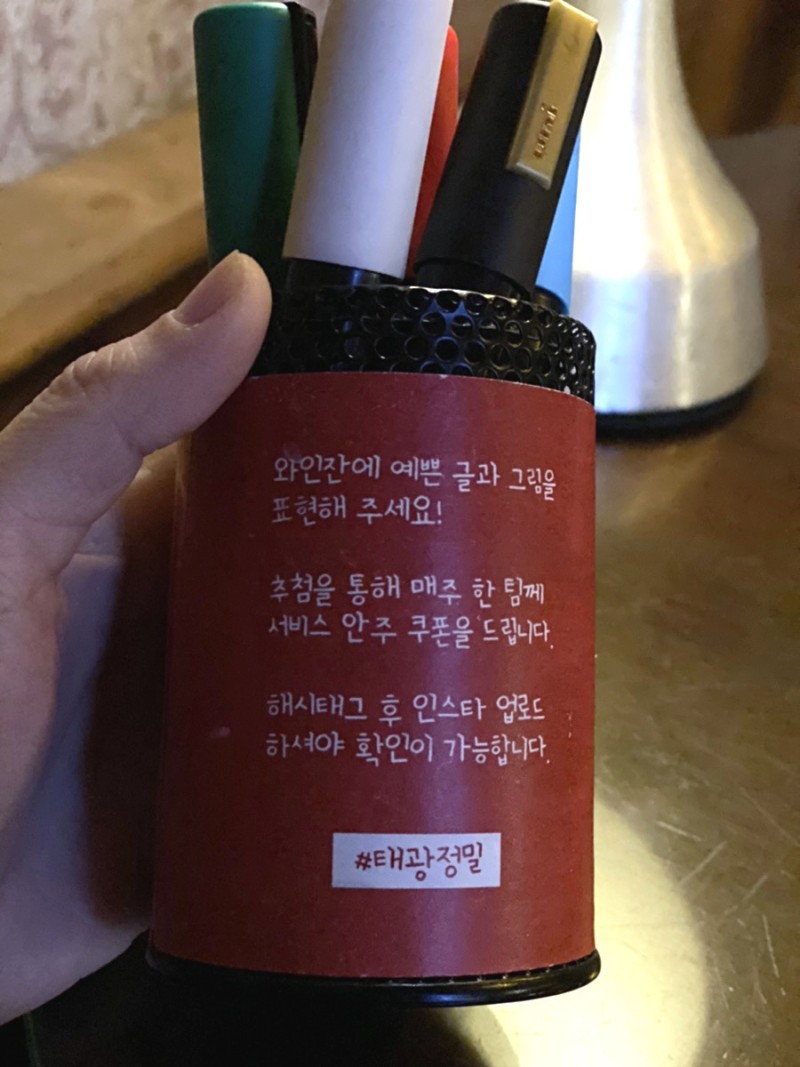 uni
와인잔에 예쁜 글과 그림을
표현해 주세요!
추첨을 통해 매주 한 팀께
서비스 안주 쿠폰을 드립니다.
해시태그 후 인스타 업로드
하셔야 확인이 가능합니다.
#태광정밀